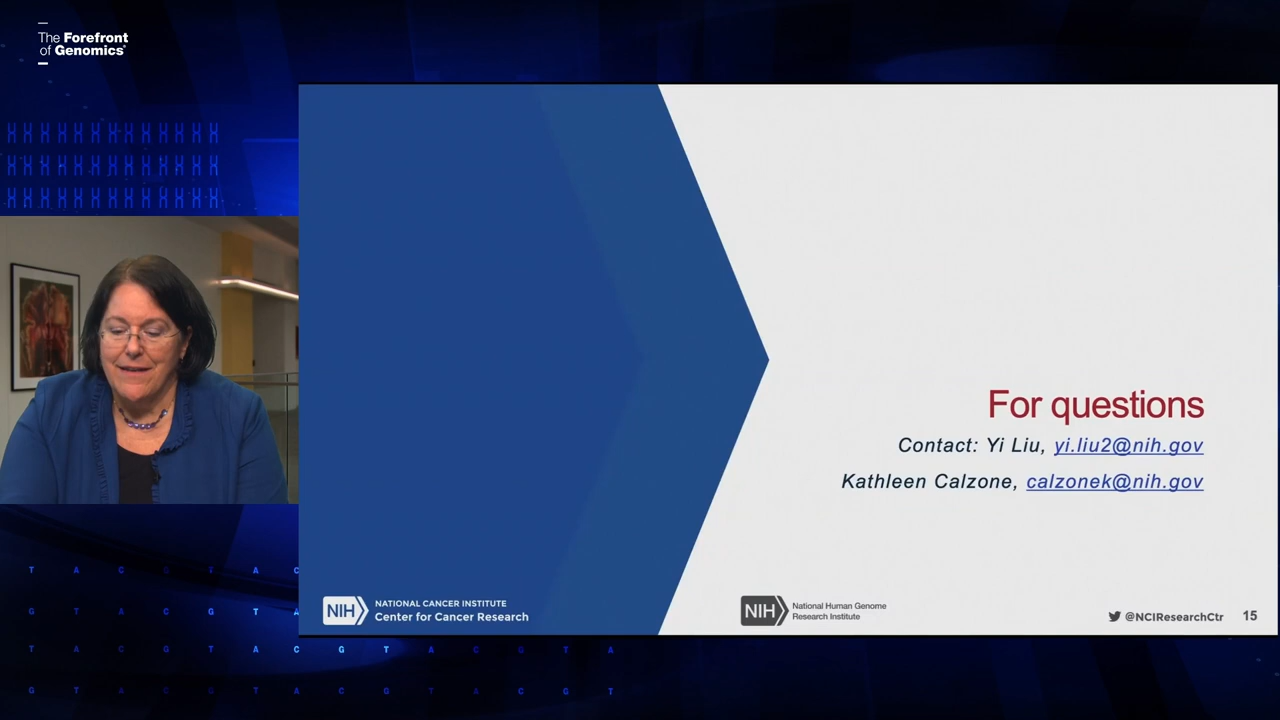 The Forefront
of Genomics®
For questions
Contact: Yi Liu, yi.liu2@nih.gov
Kathleen Calzone, calzonek@nih.gov
NIH
NATIONAL CANCER INSTITUTE
Center for Cancer Research
NIH
National Human Genome
Research Institute
@NCIResearchCtr
15
T A C G T A C
G T A C G T A
T A C G T A C G T A C G T A
G T A C G T A C G T A C G T